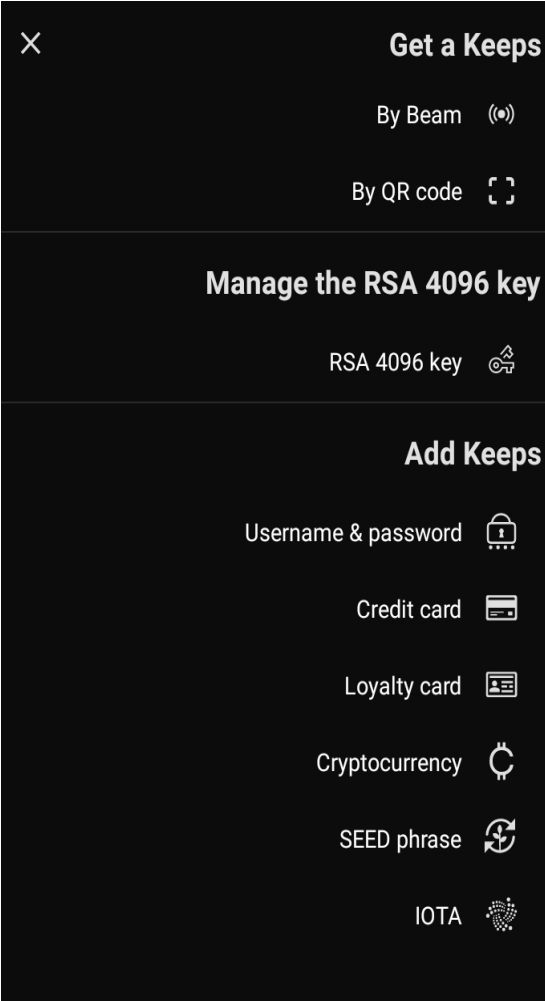 Get a Keeps
By Beam
By QR code
Manage the RSA 4096 key
RSA 4096 key
Add Keeps
Username & password
Credit card
Loyalty card
Cryptocurrency
SEED phrase
IOTA